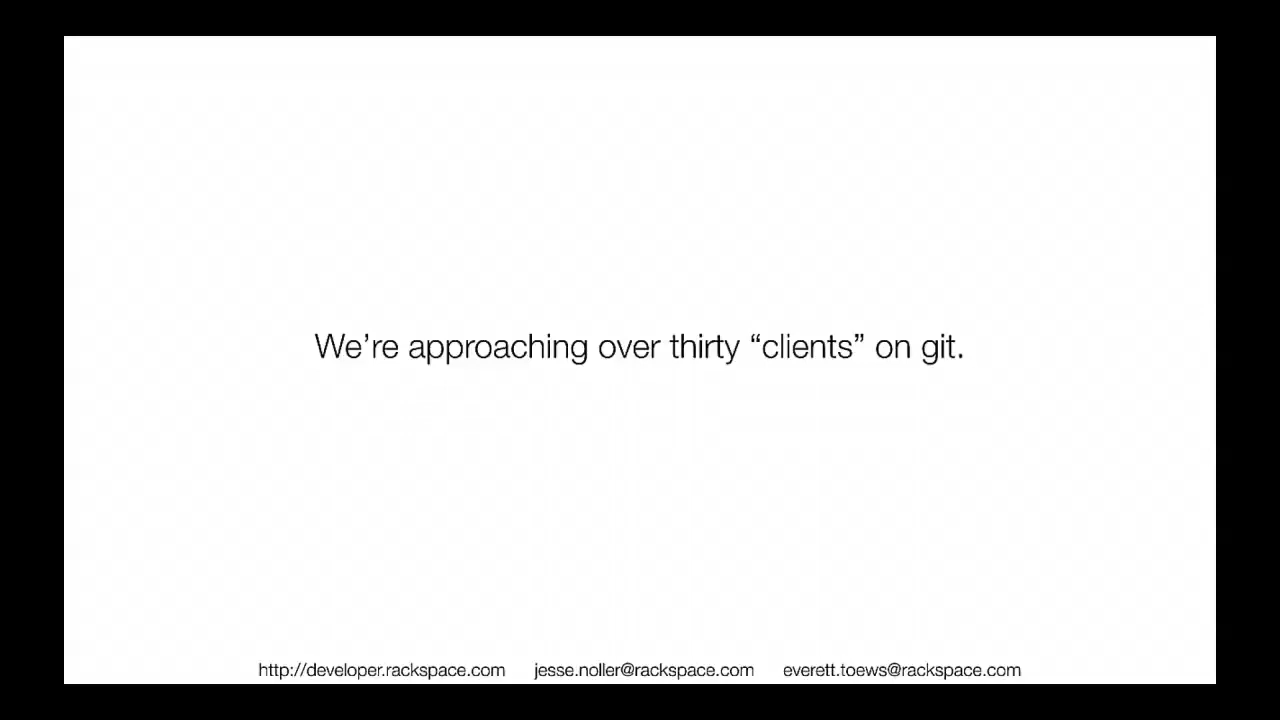 We’re approaching over thirty “clients” on git.
http://developer.rackspace.com jesse.noller@rackspace.com everett.toews@rackspace.com